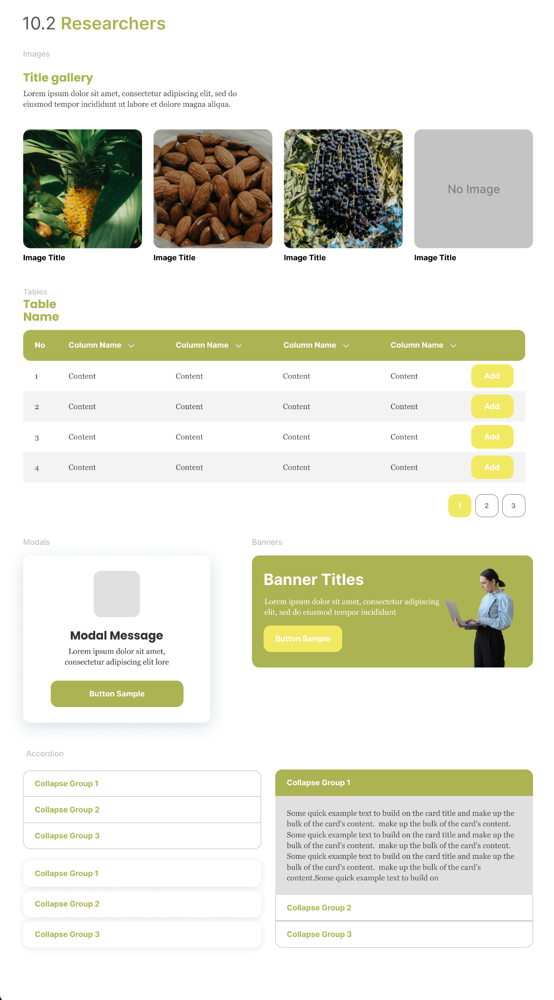 10.2 Researchers
Images
Title gallery
Lorem ipsum dolor sit amet, consectetur adipiscing elit, sed do
eiusmod tempor incididunt ut labore et dolore magna aliqua.
No Image
Image Title
Image Title
Image Title
Image Title
Tables
Table
Name
No Column Name Column Name Column Name Column Name
1 Content Content Content Content Add
2 Content Content Content Content Add
3 Content Content Content Content Add
4 Content Content Content Content Add
1 2 3
Modals
Modal Message
Lorem ipsum dolor sit amet,
consectetur adipiscing elit lore
Button Sample
Banners
Banner Titles
Lorem ipsum dolor sit amet, consectetur adipiscing
elit, sed do eiusmod tempor incididunt
Button Sample
Accordion
Collapse Group 1
Collapse Group 2
Collapse Group 3
Collapse Group 1
Collapse Group 2
Collapse Group 3
Collapse Group 1
Some quick example text to build on the card title and make up the
bulk of the card's content.  make up the bulk of the card's content.
Some quick example text to build on the card title and make up the
bulk of the card's content.  make up the bulk of the card's content.
Some quick example text to build on the card title and make up the
bulk of the card's content.  make up the bulk of the card's
content.Some quick example text to build on
Collapse Group 2
Collapse Group 3